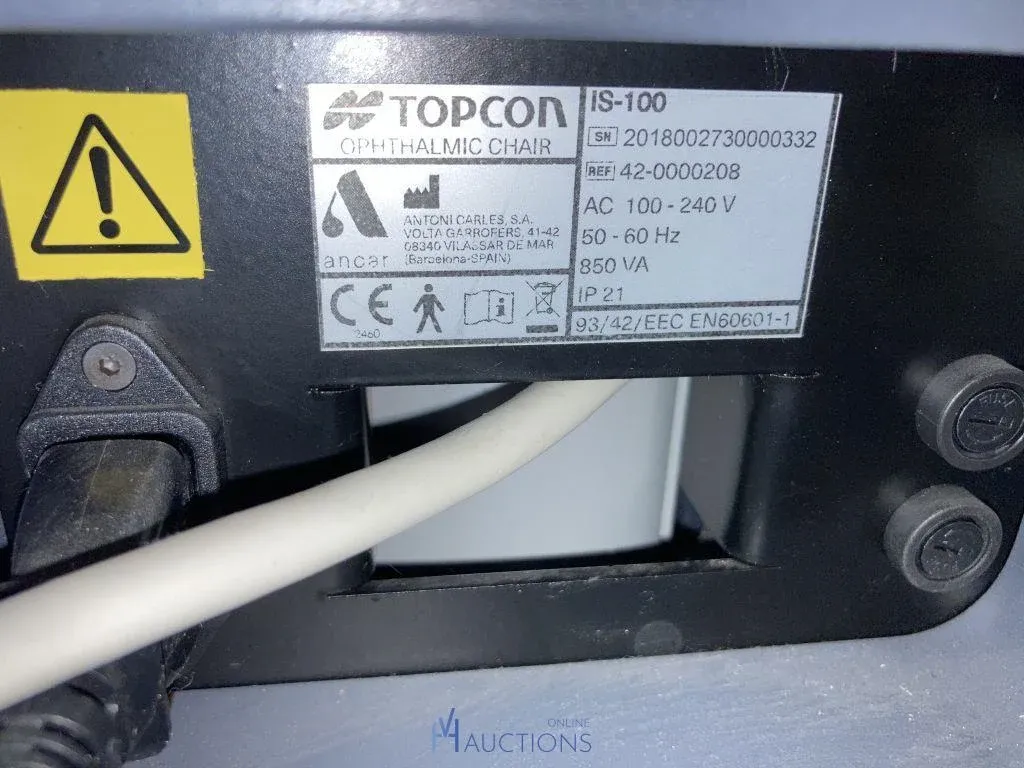 TOPCON
OPHTHALMIC CHAIR
ancar
ANTONI CARLES, S.A.
VOLTA GARROFERS, 41-42
08340 VILASSAR DE MAR
(Barcelona-SPAIN)
CE
2460
i
IS-100
SN 2018002730000332
REF 42-0000208
AC 100 - 240 V
50 - 60 Hz
850 VA
IP 21
93/42/EEC EN60601-1
ONLINE
AUCTIONS